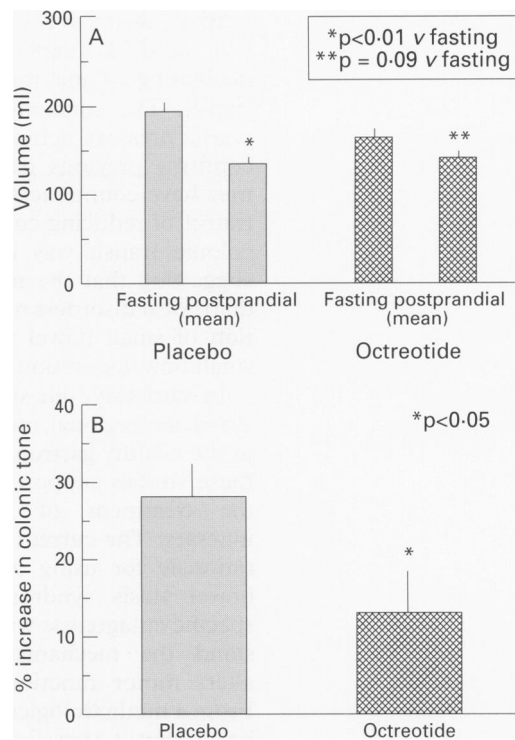 A
*p<0·01 v fasting
**p = 0·09 v fasting
300
200
100
0
Volume (ml)
*
**
Fasting postprandial
(mean)
Placebo
Fasting postprandial
(mean)
Octreotide
B
*p<0·05
40
30
20
10
0
% increase in colonic tone
*
Placebo
Octreotide